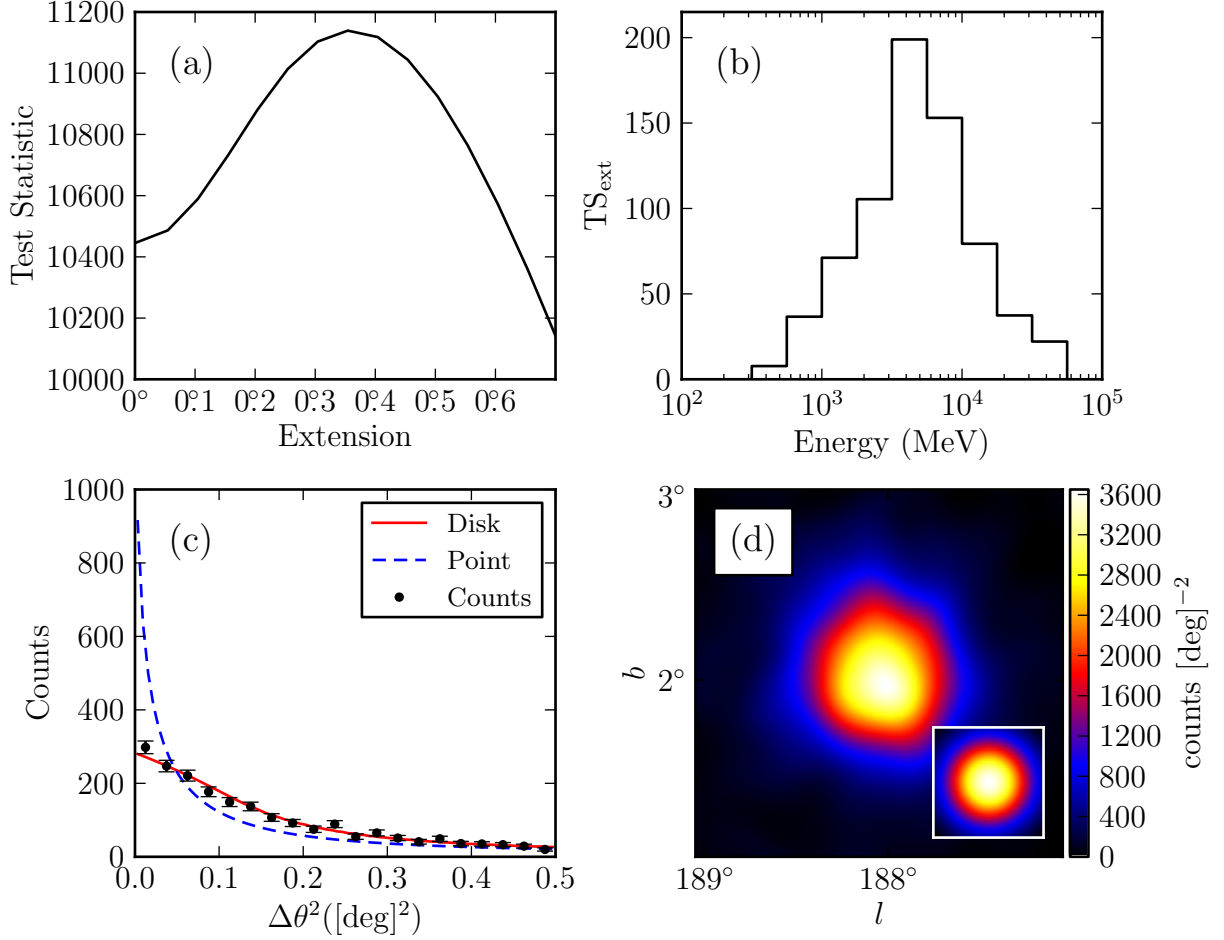 (a)
11200
11000
10800
10600
10400
10200
10000
Test Statistic
0° 0°.1 0°.2 0°.3 0°.4 0°.5 0°.6
Extension
(b)
200
150
100
50
0
TS_ext
10^2 10^3 10^4 10^5
Energy (MeV)
(c)
1000
800
600
400
200
0
Counts
Disk
Point
Counts
0.0 0.1 0.2 0.3 0.4 0.5
Δθ^2([deg]^2)
(d)
3°
2°
b
189° 188°
l
3600
3200
2800
2400
2000
1600
1200
800
400
0
counts [deg]^−2